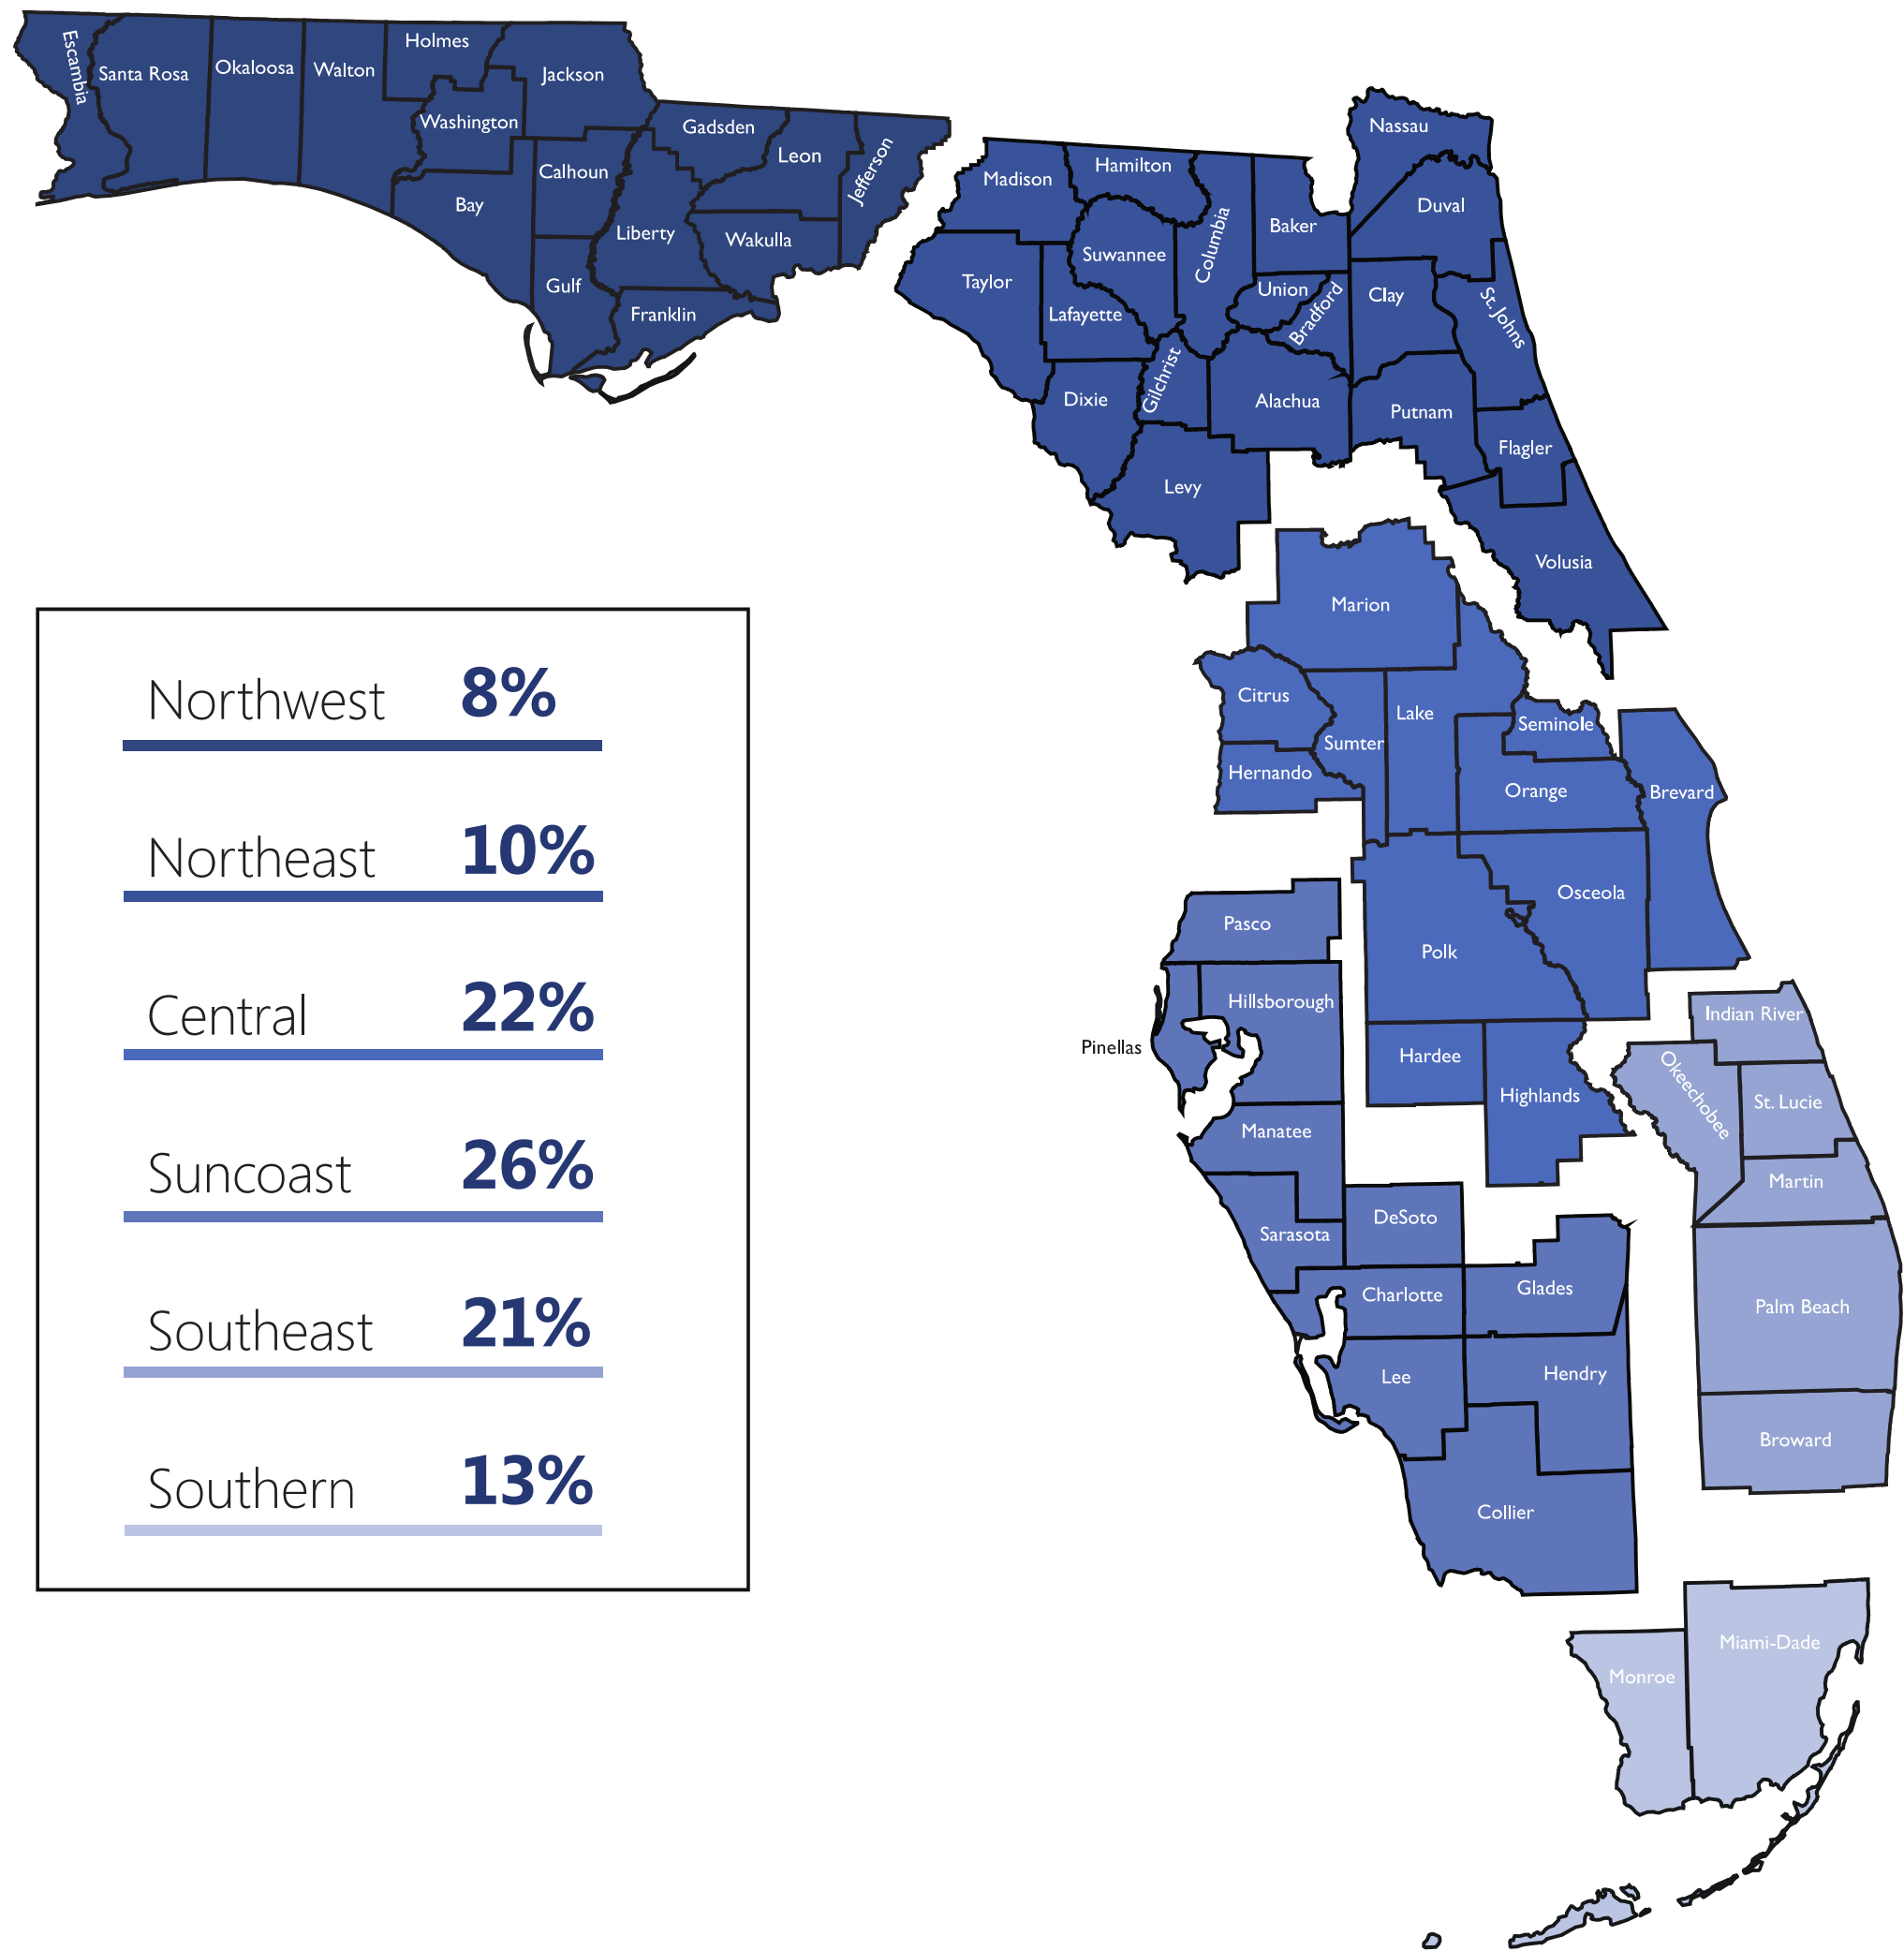 Escambia
Santa Rosa
Okaloosa
Walton
Holmes
Jackson
Washington
Bay
Calhoun
Gulf
Gadsden
Liberty
Leon
Jefferson
Wakulla
Franklin
Nassau
Madison
Hamilton
Columbia
Baker
Duval
Taylor
Suwannee
Lafayette
Union
Bradford
Clay
St. Johns
Dixie
Gilchrist
Alachua
Putnam
Flagler
Levy
Volusia
Marion
Citrus
Sumter
Lake
Seminole
Hernando
Orange
Brevard
Osceola
Polk
Hardee
Highlands
Pasco
Hillsborough
Pinellas
Manatee
Sarasota
DeSoto
Charlotte
Glades
Lee
Hendry
Collier
Indian River
Okeechobee
St. Lucie
Martin
Palm Beach
Broward
Miami-Dade
Monroe
Northwest 8%
Northeast 10%
Central 22%
Suncoast 26%
Southeast 21%
Southern 13%